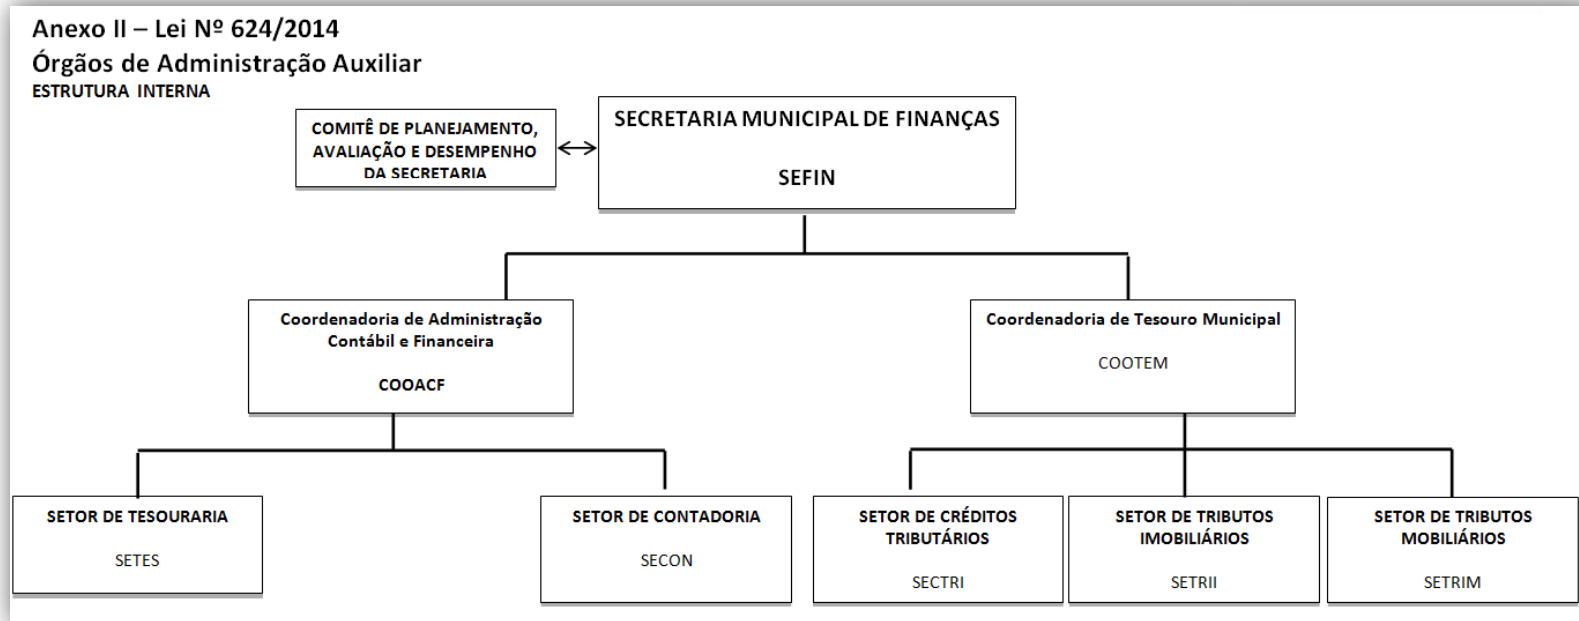 Anexo II – Lei Nº 624/2014
Órgãos de Administração Auxiliar
ESTRUTURA INTERNA
COMITÊ DE PLANEJAMENTO,
AVALIAÇÃO E DESEMPENHO
DA SECRETARIA
SECRETARIA MUNICIPAL DE FINANÇAS
SEFIN
Coordenadoria de Administração
Contábil e Financeira
COOACF
Coordenadoria de Tesouro Municipal
COOTEM
SETOR DE TESOURARIA
SETES
SETOR DE CONTADORIA
SECON
SETOR DE CRÉDITOS
TRIBUTÁRIOS
SECTRI
SETOR DE TRIBUTOS
IMOBILIÁRIOS
SETRII
SETOR DE TRIBUTOS
MOBILIÁRIOS
SETRIM